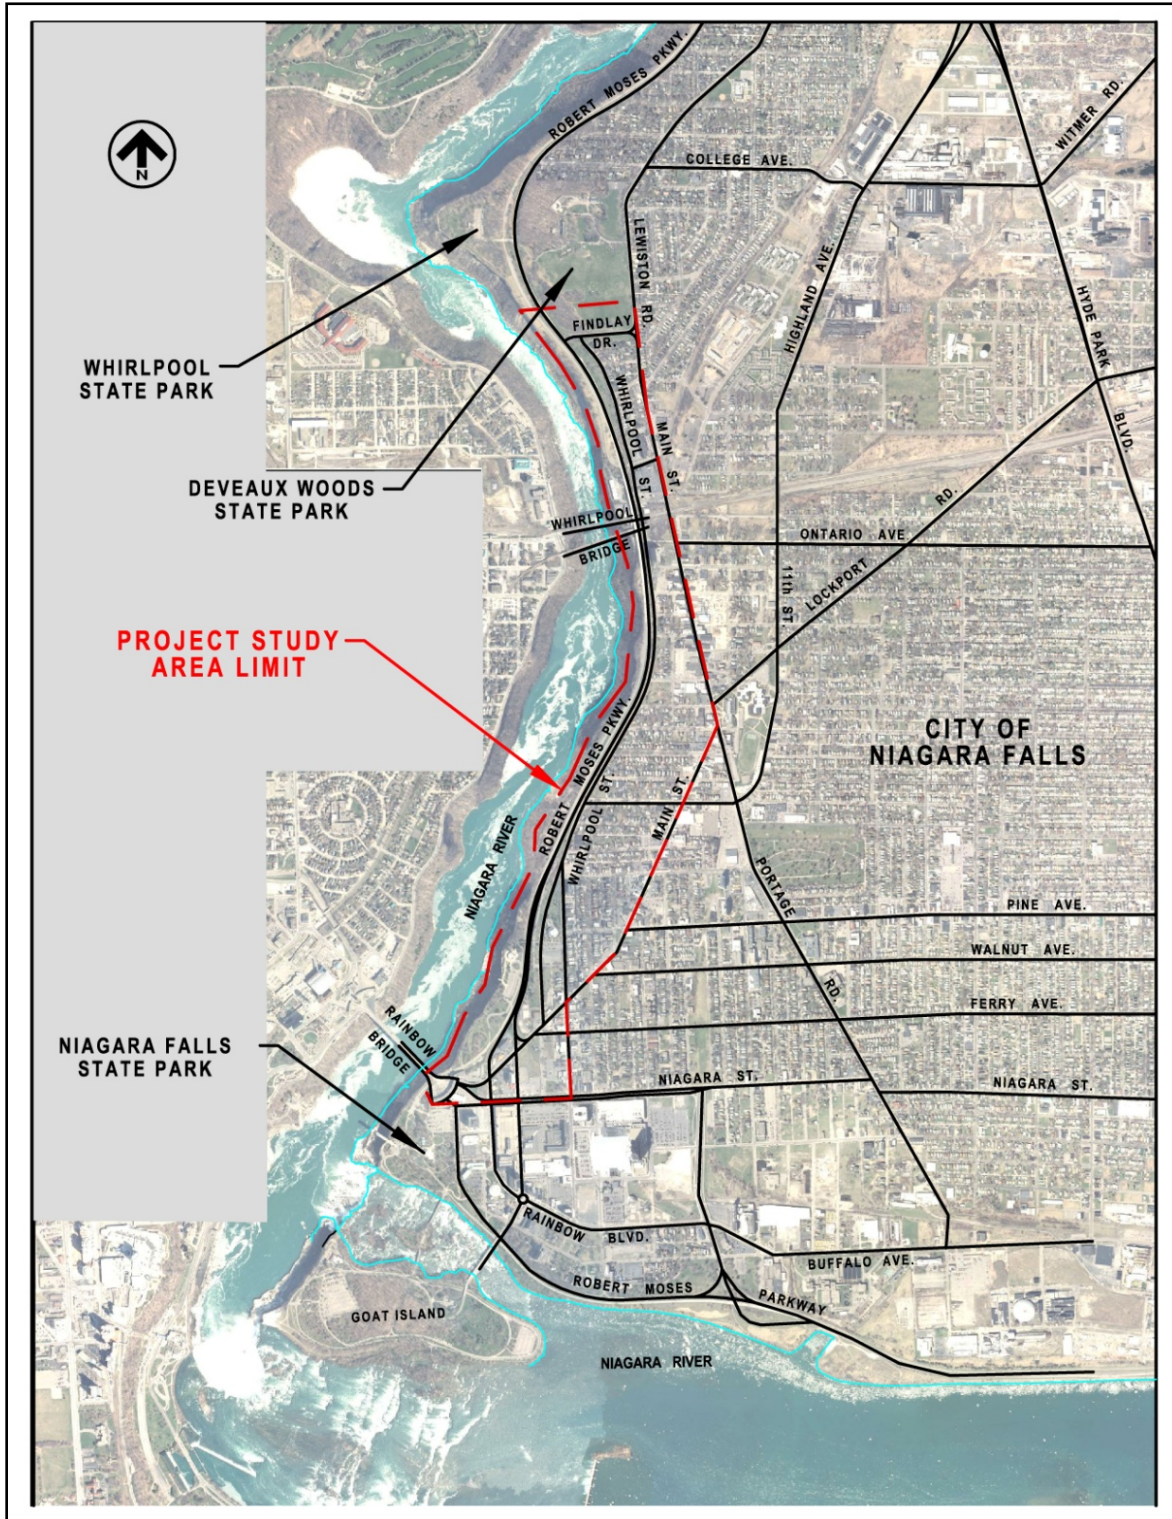 ROBERT MOSES PKWY.
WITMER RD.
COLLEGE AVE.
N
LEWISTON RD.
HIGHLAND AVE.
HYDE PARK
BLVD.
FINDLAY
DR.
WHIRLPOOL
STATE PARK
WHIRLPOOL
ST.
MAIN ST.
DEVEAUX WOODS
STATE PARK
RD.
WHIRLPOOL
BRIDGE
ONTARIO AVE.
LOCKPORT
11th ST.
PROJECT STUDY
AREA LIMIT
CITY OF
NIAGARA FALLS
ROBERT MOSES PKWY.
WHIRLPOOL ST.
MAIN ST.
NIAGARA RIVER
PORTAGE
RD.
PINE AVE.
WALNUT AVE.
FERRY AVE.
RAINBOW
BRIDGE
NIAGARA FALLS
STATE PARK
NIAGARA ST.
NIAGARA ST.
RAINBOW BLVD.
BUFFALO AVE.
ROBERT MOSES PARKWAY
GOAT ISLAND
NIAGARA RIVER